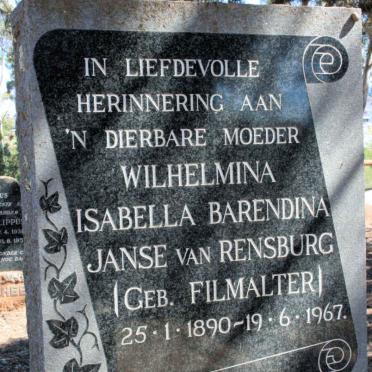 IN LIEFDEVOLLE
HERINNERING AAN
'N DIERBARE MOEDER
WILHELMINA
ISABELLA BARENDINA
JANSE VAN RENSBURG
(GEB. FILMALTER)
25·1·1890~19·6·1967.